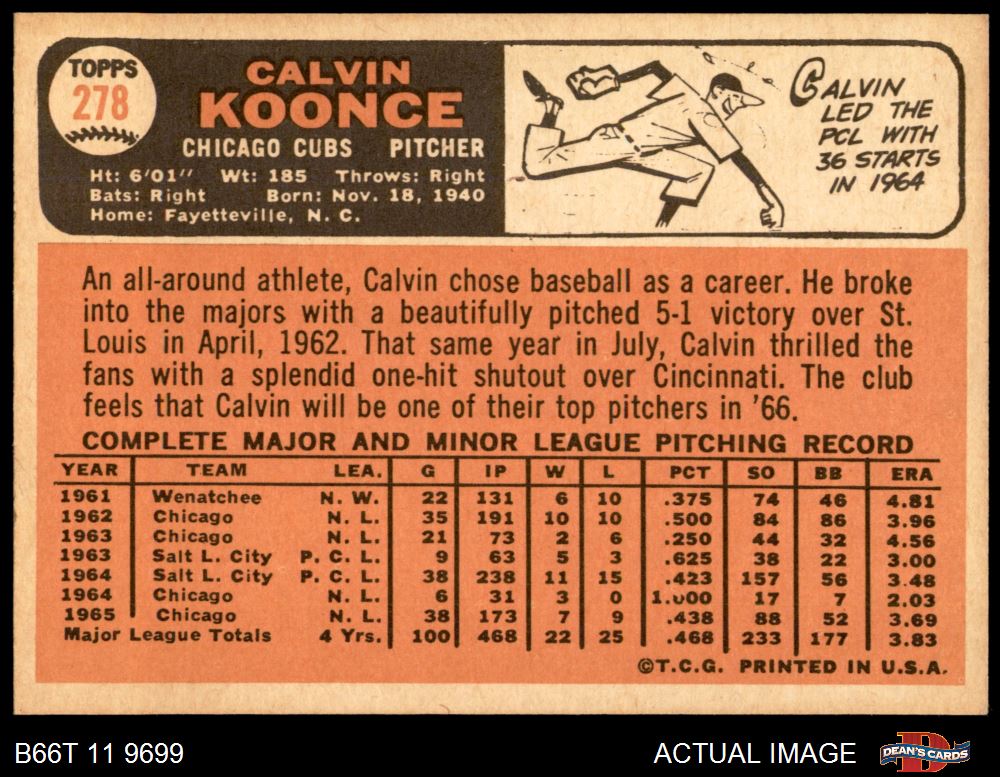 TOPPS
278
CALVIN
KOONCE
CHICAGO CUBS PITCHER
Ht: 6'01" Wt: 185 Throws: Right
Bats: Right Born: Nov. 18, 1940
Home: Fayetteville, N. C.
CALVIN
LED THE
PCL WITH
36 STARTS
IN 1964
An all-around athlete, Calvin chose baseball as a career. He broke
into the majors with a beautifully pitched 5-1 victory over St.
Louis in April, 1962. That same year in July, Calvin thrilled the
fans with a splendid one-hit shutout over Cincinnati. The club
feels that Calvin will be one of their top pitchers in '66.
COMPLETE MAJOR AND MINOR LEAGUE PITCHING RECORD
YEAR TEAM LEA. G IP W L PCT SO BB ERA
1961 Wenatchee N. W. 22 131 6 10 .375 74 46 4.81
1962 Chicago N. L. 35 191 10 10 .500 84 86 3.96
1963 Chicago N. L. 21 73 2 6 .250 44 32 4.56
1963 Salt L. City P. C. L. 9 63 5 3 .625 38 22 3.00
1964 Salt L. City P. C. L. 38 238 11 15 .423 157 56 3.48
1964 Chicago N. L. 6 31 3 0 1.000 17 7 2.03
1965 Chicago N. L. 38 173 7 9 .438 88 52 3.69
Major League Totals 4 Yrs. 100 468 22 25 .468 233 177 3.83
©T.C.G. PRINTED IN U.S.A.
B66T 11 9699
ACTUAL IMAGE
DEAN'S CARDS